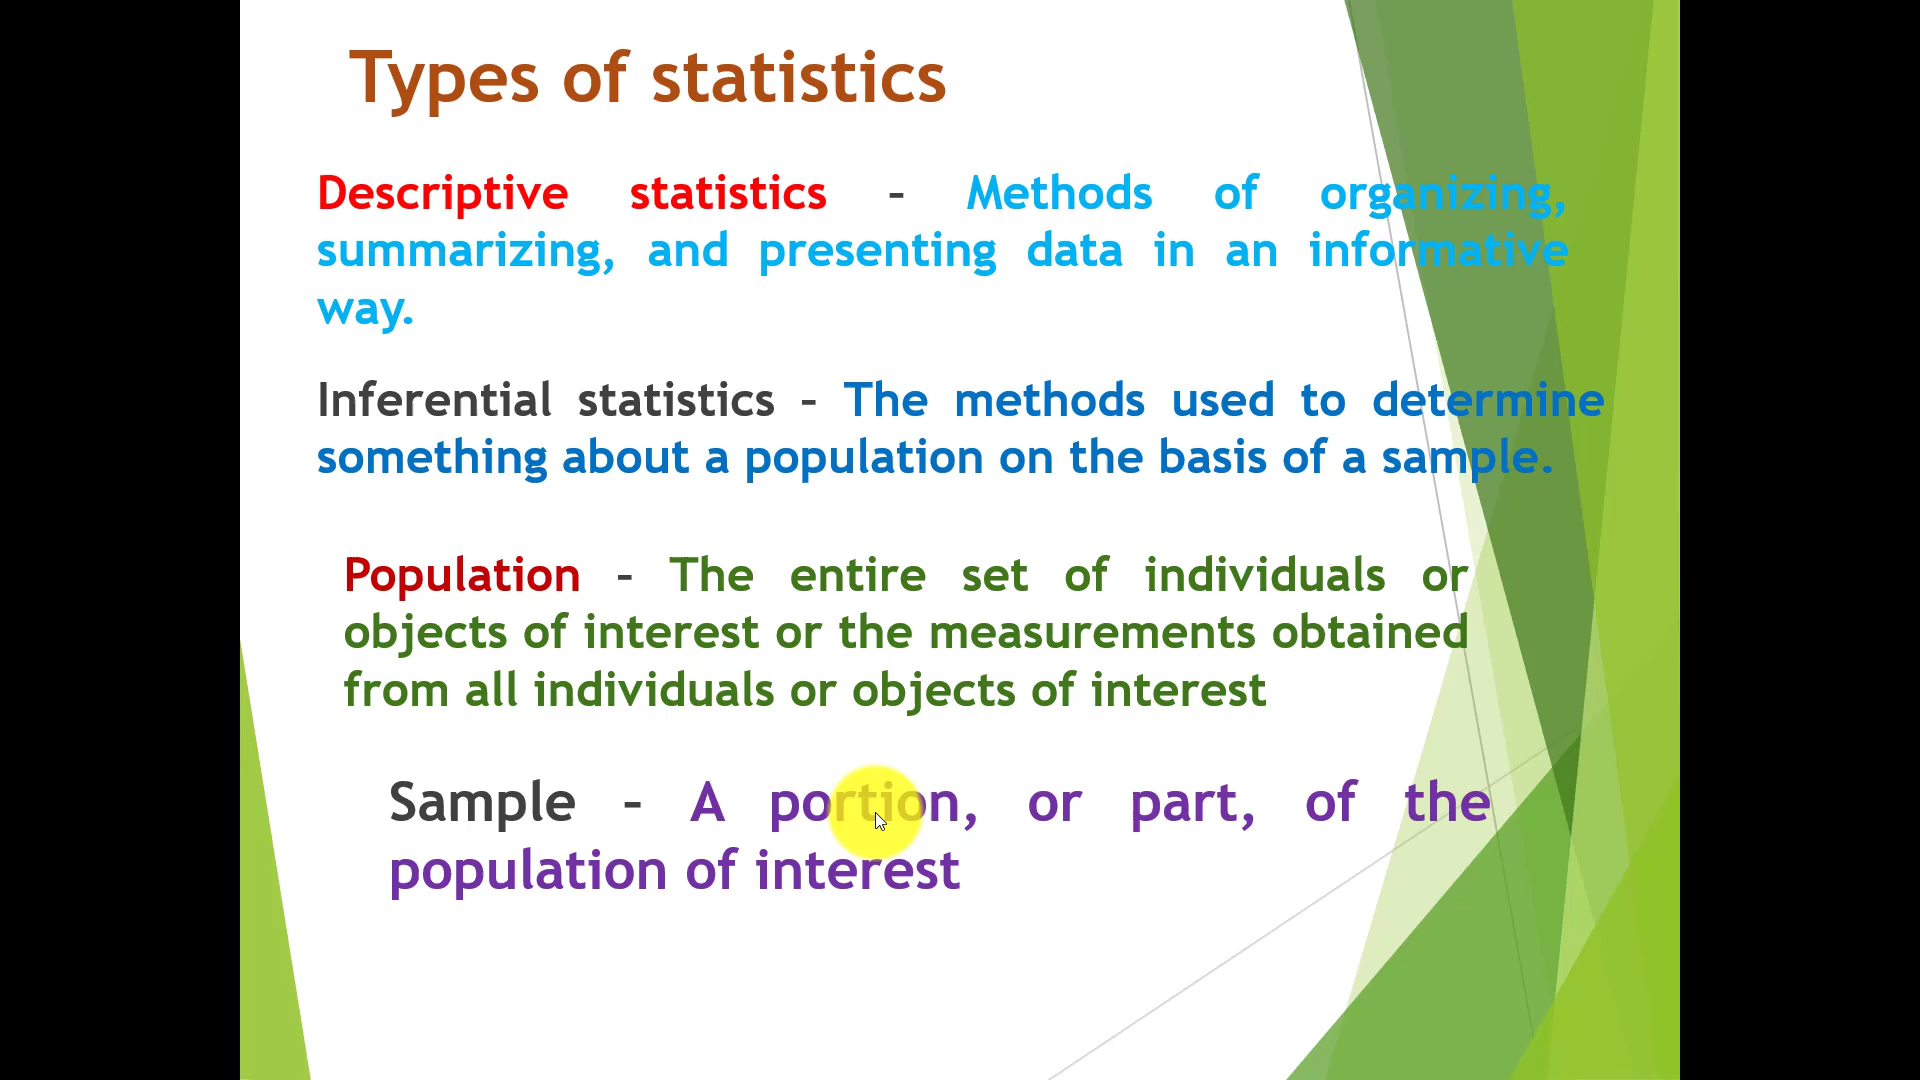 Types of statistics
Descriptive statistics – Methods of organizing,
summarizing, and presenting data in an informative
way.
Inferential statistics – The methods used to determine
something about a population on the basis of a sample.
Population – The entire set of individuals or
objects of interest or the measurements obtained
from all individuals or objects of interest
Sample – A portion, or part, of the
population of interest